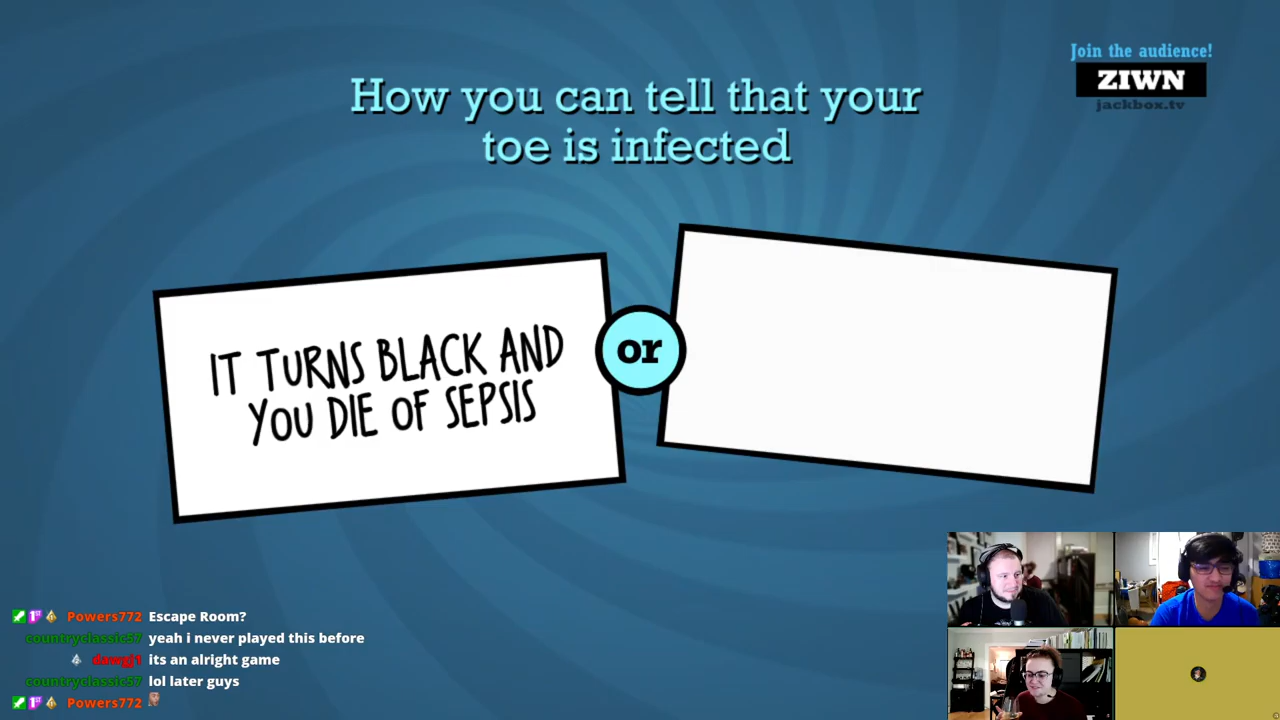 Join the audience!
ZIWN
jackbox.tv
How you can tell that your
toe is infected
IT TURNS BLACK AND
YOU DIE OF SEPSIS
or
Powers772 Escape Room?
countryclassic57 yeah i never played this before
dawgj1 its an alright game
countryclassic57 lol later guys
Powers772